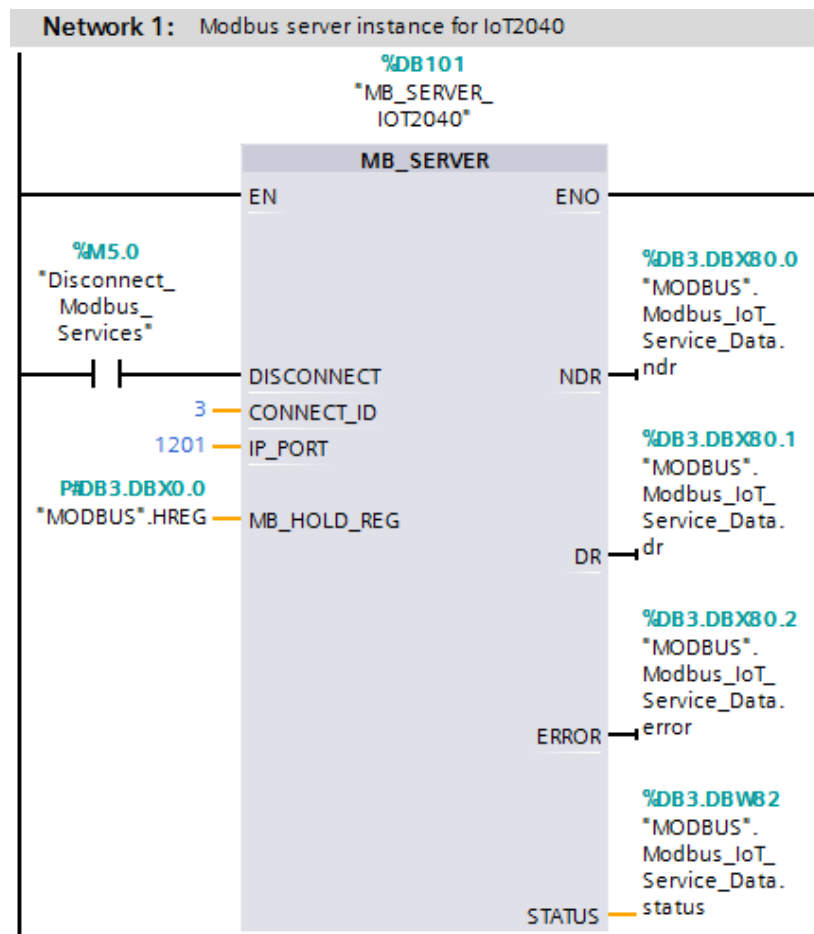 Network 1: Modbus server instance for IoT2040
%DB101
"MB_SERVER_
IOT2040"
MB_SERVER
EN ENO
%M5.0
"Disconnect_
Modbus_
Services"
DISCONNECT
3 CONNECT_ID
1201 IP_PORT
P#DB3.DBX0.0
"MODBUS".HREG MB_HOLD_REG
%DB3.DBX80.0
"MODBUS".
Modbus_IoT_
Service_Data.
NDR ndr
%DB3.DBX80.1
"MODBUS".
Modbus_IoT_
Service_Data.
DR dr
%DB3.DBX80.2
"MODBUS".
Modbus_IoT_
Service_Data.
ERROR error
%DB3.DBW82
"MODBUS".
Modbus_IoT_
Service_Data.
STATUS status